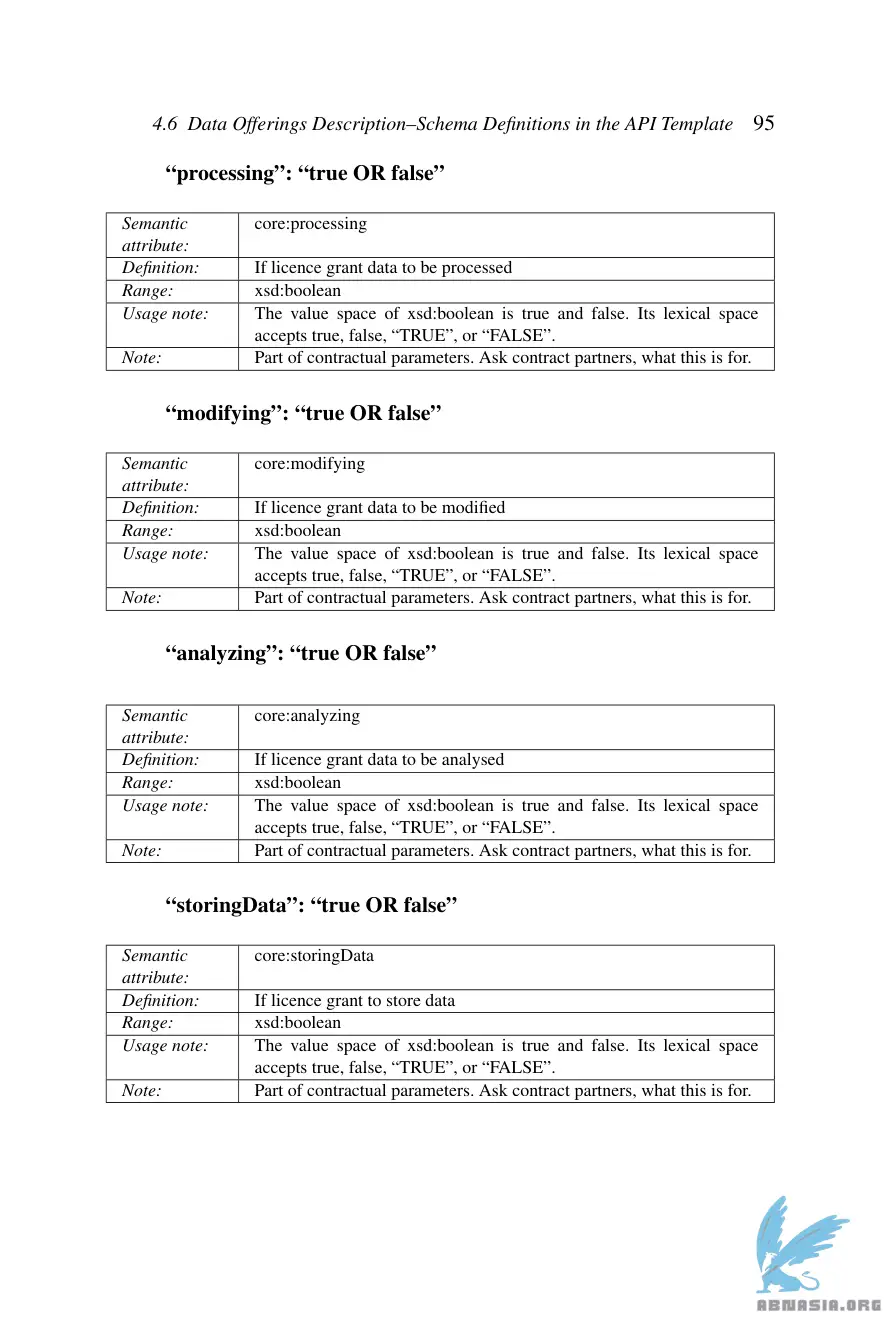 4.6 Data Offerings Description–Schema Definitions in the API Template 95
“processing”: “true OR false”
Semantic attribute: core:processing
Definition: If licence grant data to be processed
Range: xsd:boolean
Usage note: The value space of xsd:boolean is true and false. Its lexical space
accepts true, false, “TRUE”, or “FALSE”.
Note: Part of contractual parameters. Ask contract partners, what this is for.
“modifying”: “true OR false”
Semantic attribute: core:modifying
Definition: If licence grant data to be modified
Range: xsd:boolean
Usage note: The value space of xsd:boolean is true and false. Its lexical space
accepts true, false, “TRUE”, or “FALSE”.
Note: Part of contractual parameters. Ask contract partners, what this is for.
“analyzing”: “true OR false”
Semantic attribute: core:analyzing
Definition: If licence grant data to be analysed
Range: xsd:boolean
Usage note: The value space of xsd:boolean is true and false. Its lexical space
accepts true, false, “TRUE”, or “FALSE”.
Note: Part of contractual parameters. Ask contract partners, what this is for.
“storingData”: “true OR false”
Semantic attribute: core:storingData
Definition: If licence grant to store data
Range: xsd:boolean
Usage note: The value space of xsd:boolean is true and false. Its lexical space
accepts true, false, “TRUE”, or “FALSE”.
Note: Part of contractual parameters. Ask contract partners, what this is for.
ABNASIA.ORG